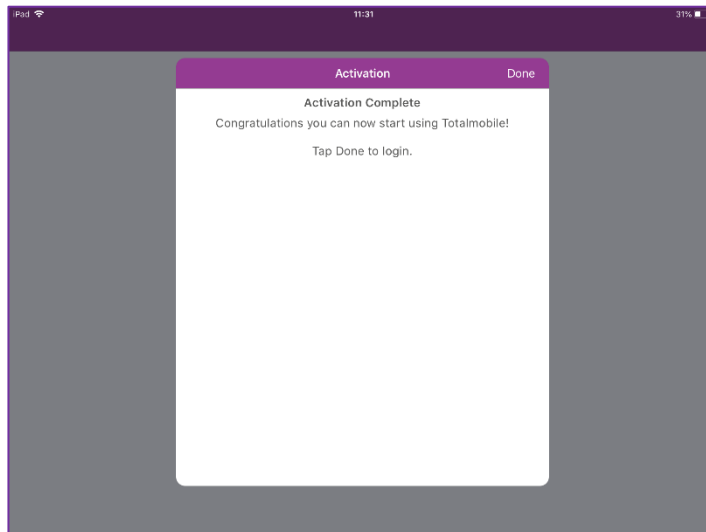 iPad 11:31 31%
Activation Done
Activation Complete
Congratulations you can now start using Totalmobile!
Tap Done to login.